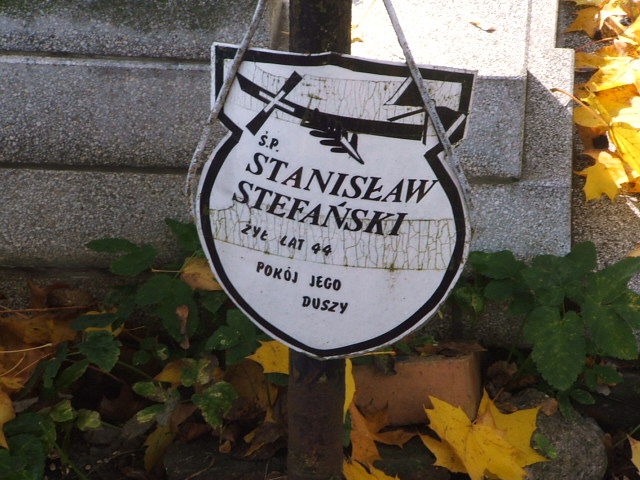 Ś.P.
STANISŁAW
STEFAŃSKI
ŻYŁ LAT 44
POKÓJ JEGO
DUSZY